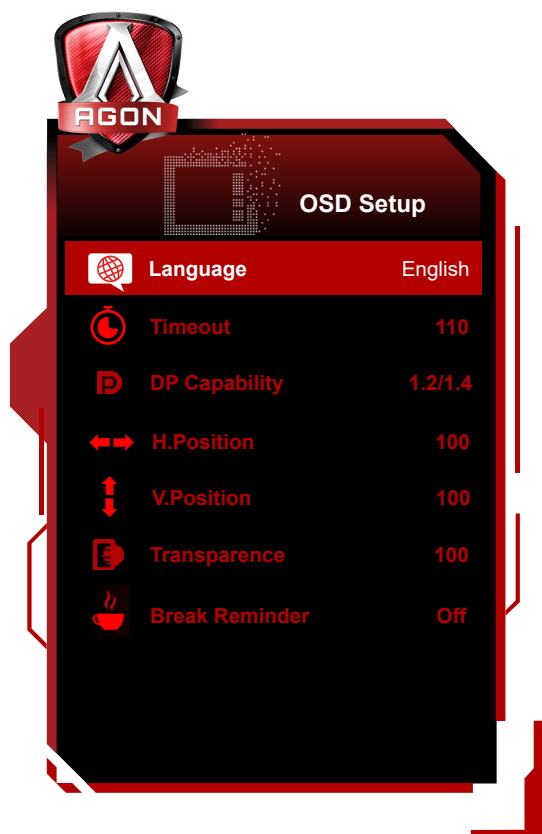 AGON
OSD Setup
Language English
Timeout 110
DP Capability 1.2/1.4
H.Position 100
V.Position 100
Transparence 100
Break Reminder Off